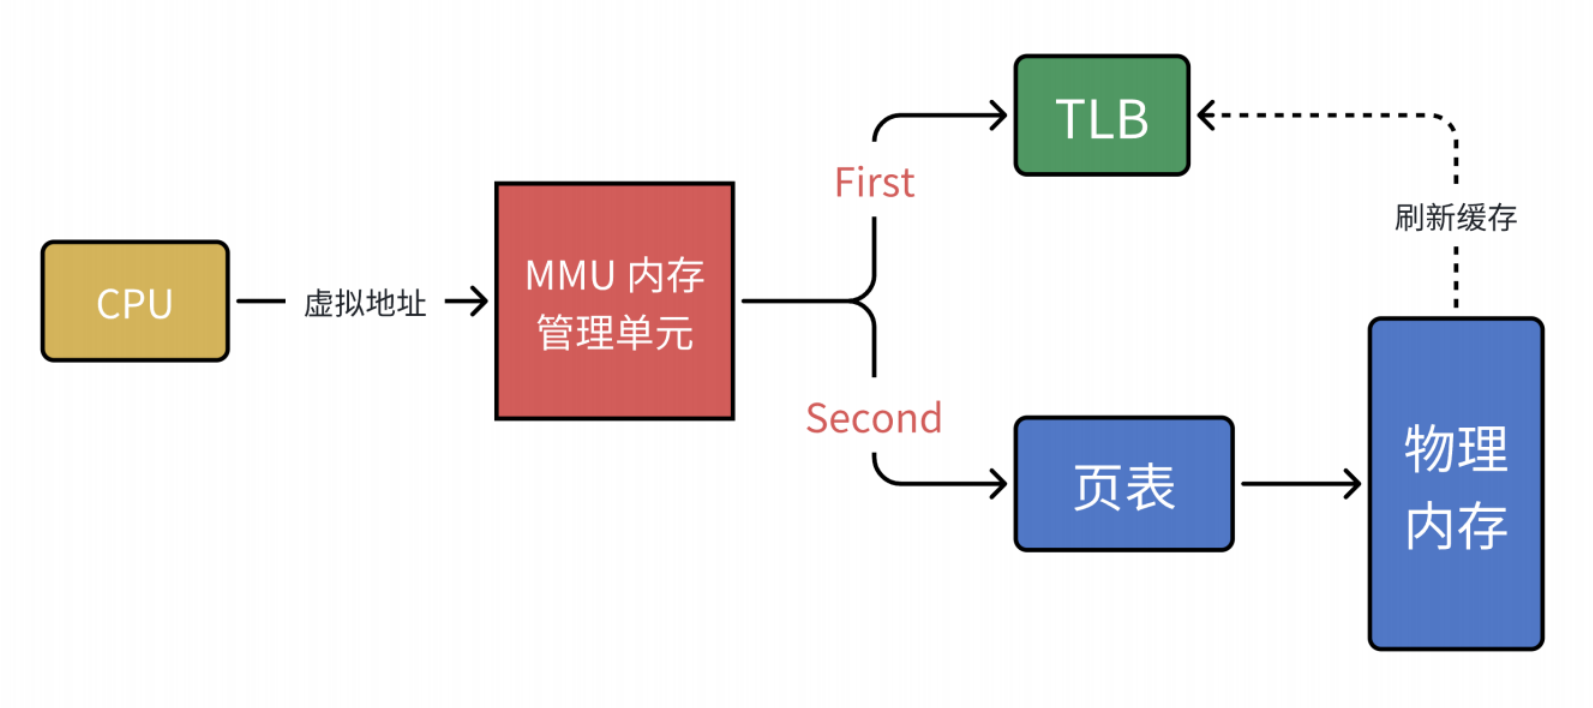 CPU
虚拟地址
MMU 内存
管理单元
First
TLB
刷新缓存
Second
页表
物理
内存